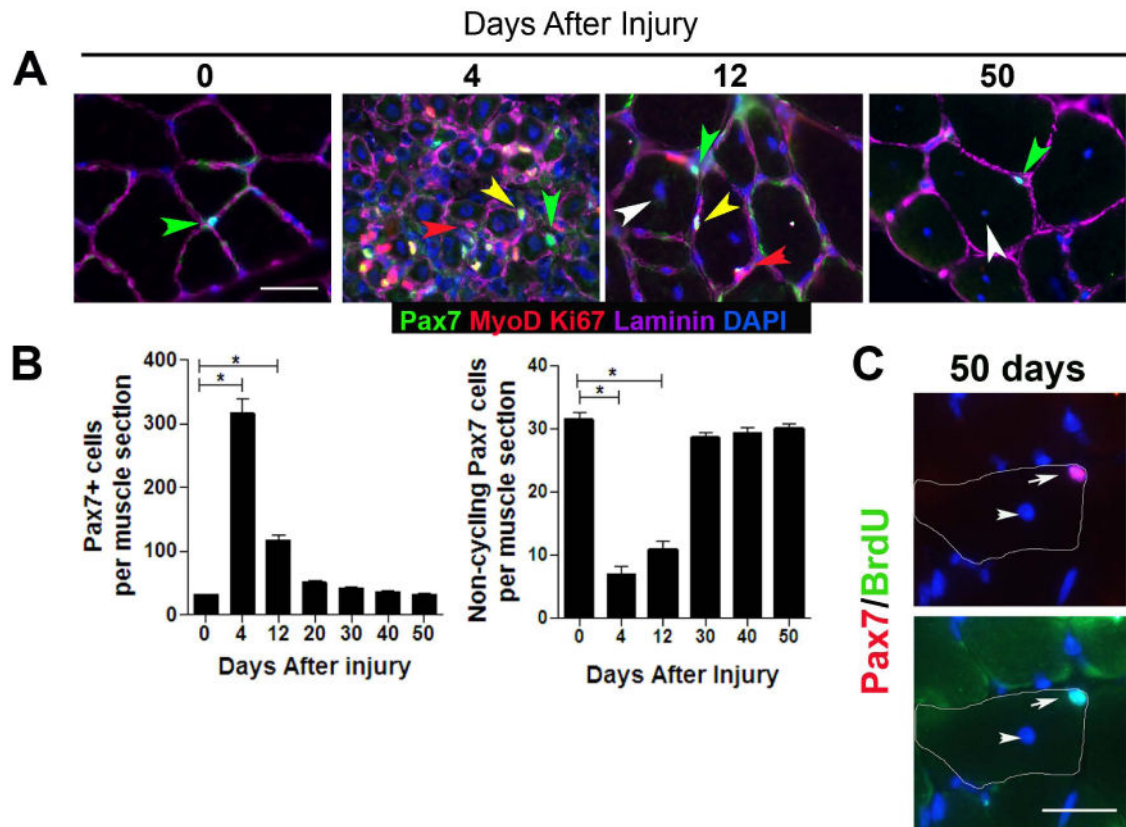 Days After Injury
A
0 4 12 50
Pax7 MyoD Ki67 Laminin DAPI
B
Pax7+ cells
per muscle section
400
300
200
100
0
*
*
0 4 12 20 30 40 50
Days After injury
Non-cycling Pax7 cells
per muscle section
40
30
20
10
0
*
*
0 4 12 30 40 50
Days After Injury
C
50 days
Pax7/BrdU